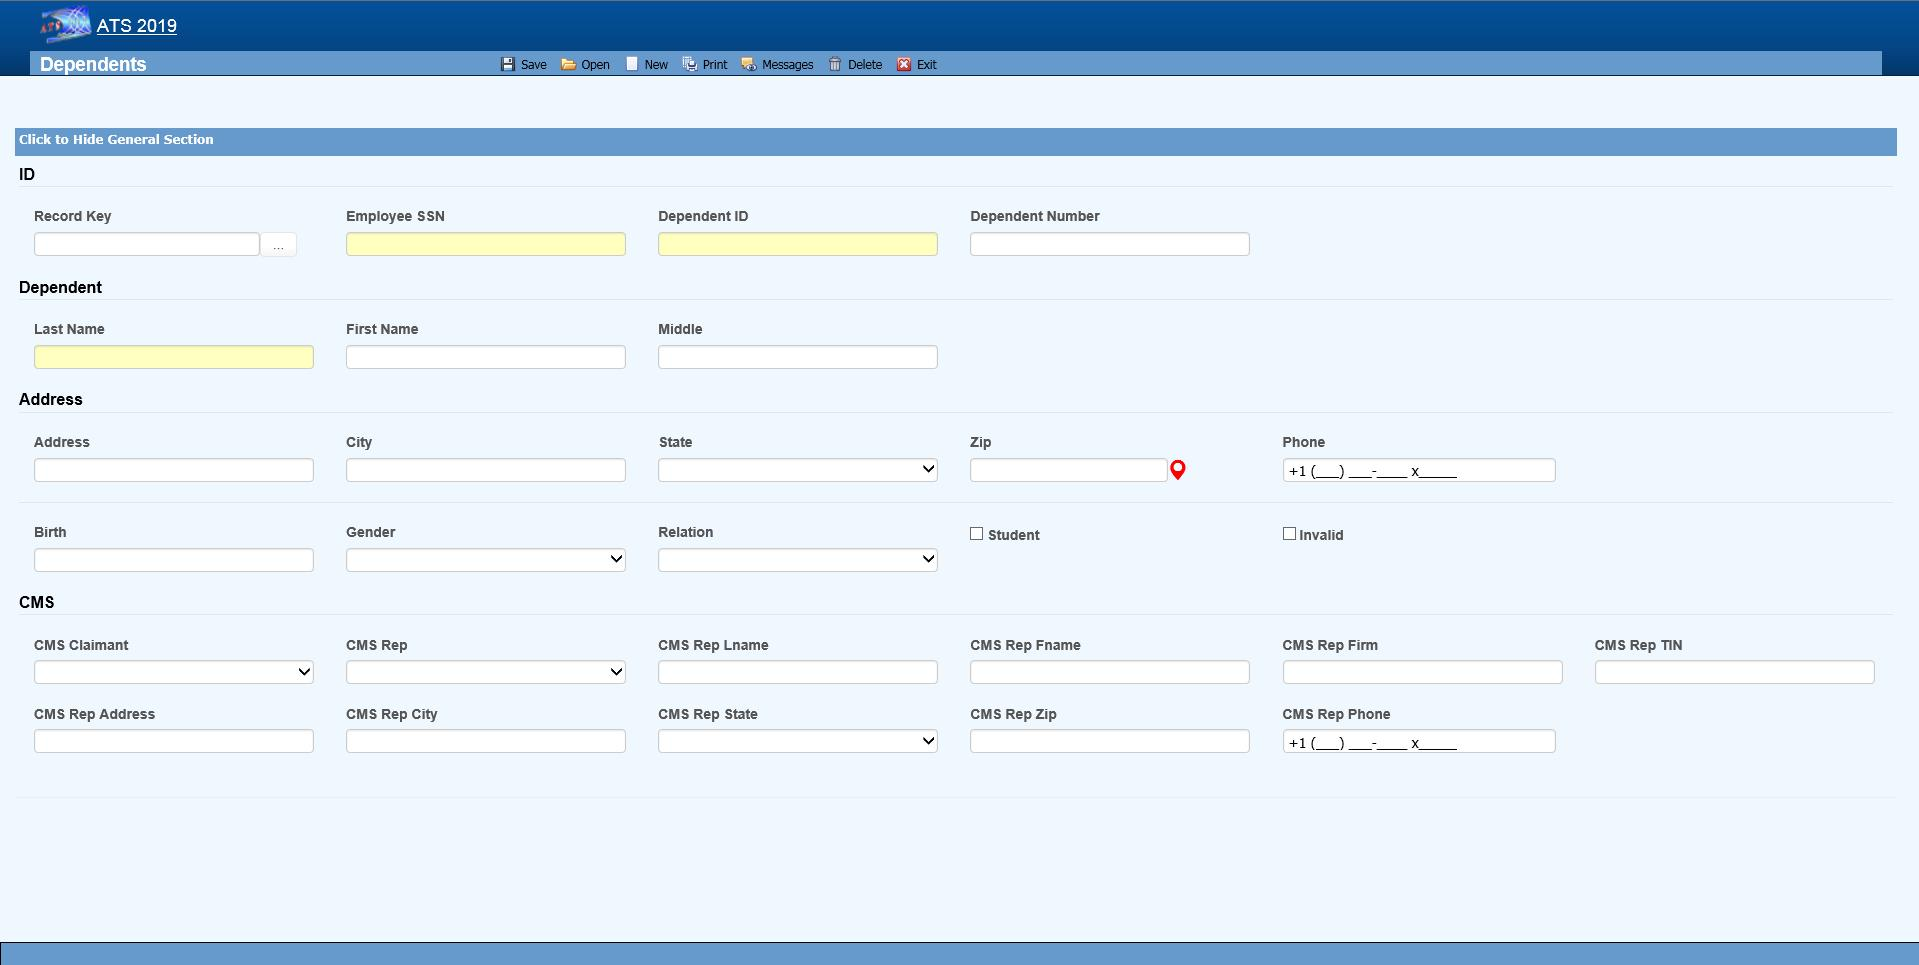 ATS ATS 2019
Dependents Save Open New Print Messages Delete Exit
Click to Hide General Section
ID
Record Key Employee SSN Dependent ID Dependent Number
...
Dependent
Last Name First Name Middle
Address
Address City State Zip Phone
+1 (___) ___-____ x_____
Birth Gender Relation Student Invalid
CMS
CMS Claimant CMS Rep CMS Rep Lname CMS Rep Fname CMS Rep Firm CMS Rep TIN
CMS Rep Address CMS Rep City CMS Rep State CMS Rep Zip CMS Rep Phone
+1 (___) ___-____ x_____